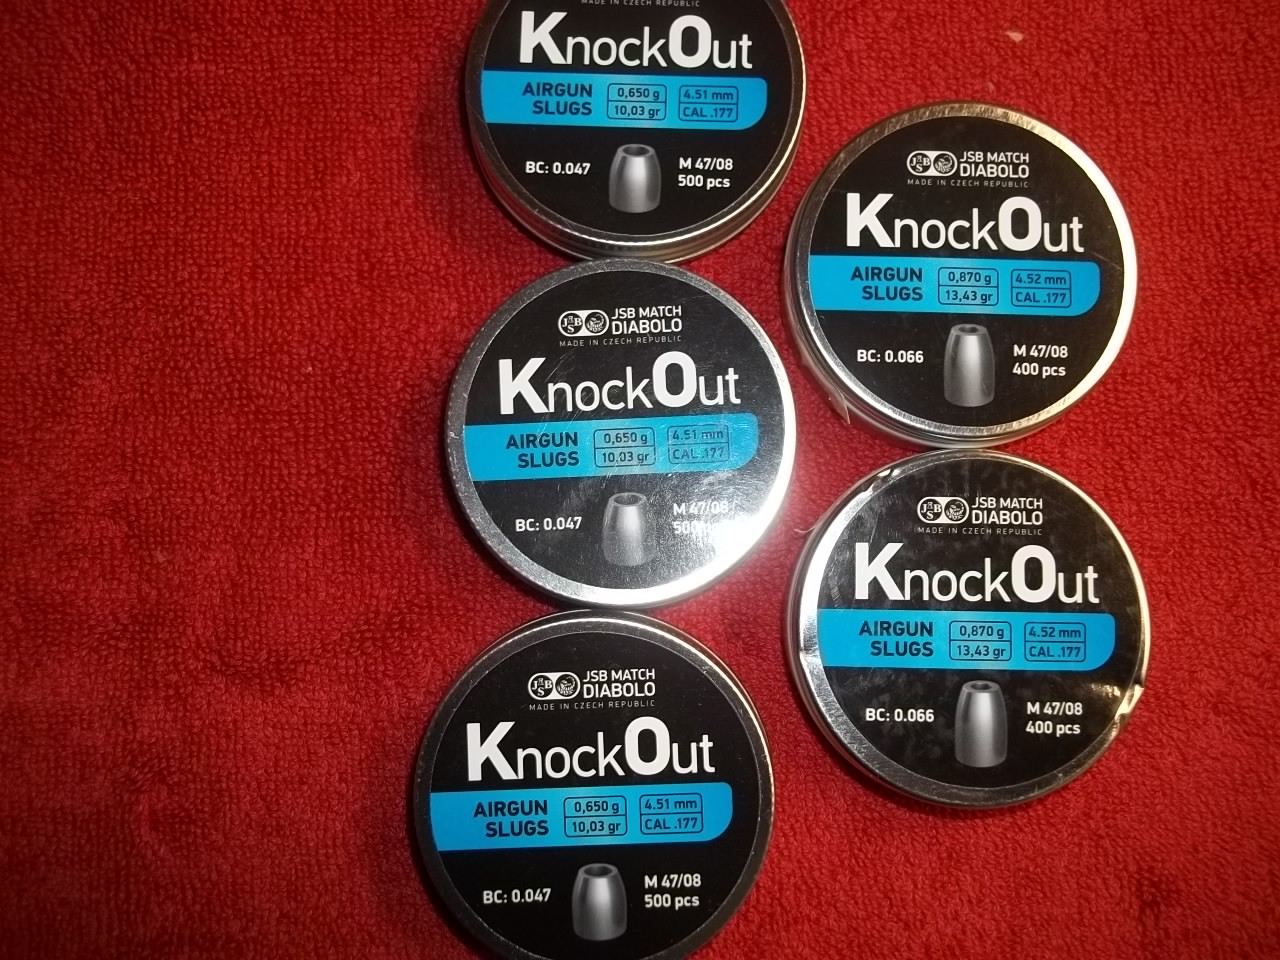 MADE IN CZECH REPUBLIC
KnockOut
AIRGUN SLUGS
0,650 g
10,03 gr
4.51 mm
CAL .177
BC: 0.047
M 47/08
500 pcs
JSB
JSB MATCH
DIABOLO
MADE IN CZECH REPUBLIC
KnockOut
AIRGUN SLUGS
0,870 g
13,43 gr
4.52 mm
CAL .177
BC: 0.066
M 47/08
400 pcs
JSB
JSB MATCH
DIABOLO
MADE IN CZECH REPUBLIC
KnockOut
AIRGUN SLUGS
0,650 g
10,03 gr
4.51 mm
CAL .177
BC: 0.047
M 47/08
JSB
JSB MATCH
DIABOLO
MADE IN CZECH REPUBLIC
KnockOut
AIRGUN SLUGS
0,870 g
13,43 gr
4.52 mm
CAL .177
BC: 0.066
M 47/08
400 pcs
JSB
JSB MATCH
DIABOLO
MADE IN CZECH REPUBLIC
KnockOut
AIRGUN SLUGS
0,650 g
10,03 gr
4.51 mm
CAL .177
BC: 0.047
M 47/08
500 pcs